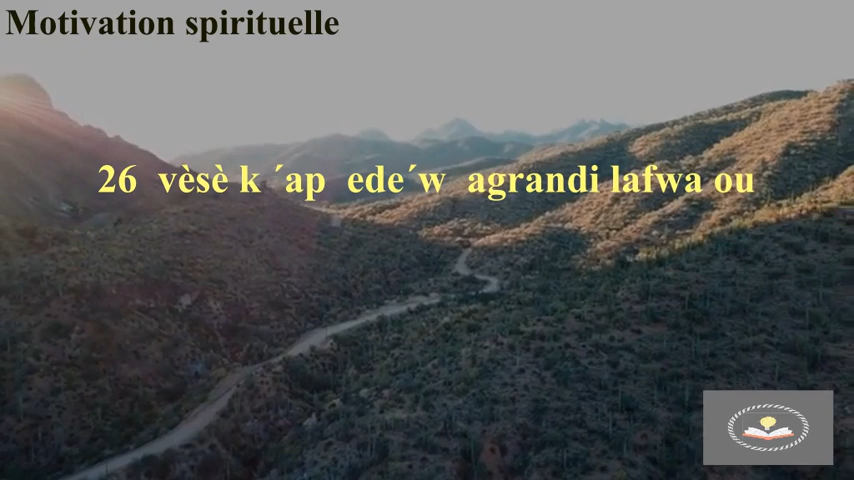 Motivation spirituelle
26 vèsè k ´ap ede´w agrandi lafwa ou